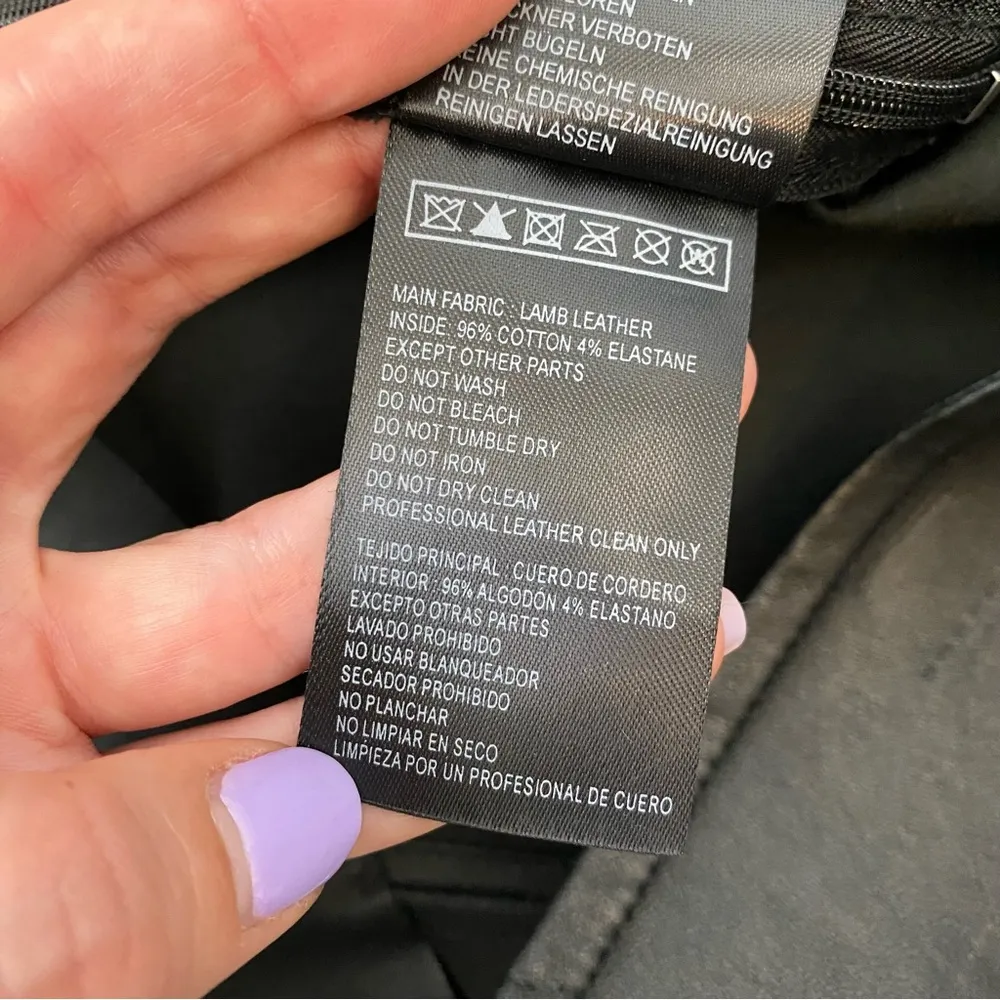 VERBOTEN
BÜGELN
CHEMISCHE REINIGUNG
IN DER LEDERSPEZIALREINIGUNG
REINIGEN LASSEN
W
MAIN FABRIC : LAMB LEATHER
INSIDE: 96% COTTON 4% ELASTANE
EXCEPT OTHER PARTS
DO NOT WASH
DO NOT BLEACH
DO NOT TUMBLE DRY
DO NOT IRON
DO NOT DRY CLEAN
PROFESSIONAL LEATHER CLEAN ONLY
TEJIDO PRINCIPAL : CUERO DE CORDERO
INTERIOR : 96% ALGODÓN 4% ELASTANO
EXCEPTO OTRAS PARTES
LAVADO PROHIBIDO
NO USAR BLANQUEADOR
SECADOR PROHIBIDO
NO PLANCHAR
NO LIMPIAR EN SECO
LIMPIEZA POR UN PROFESIONAL DE CUERO